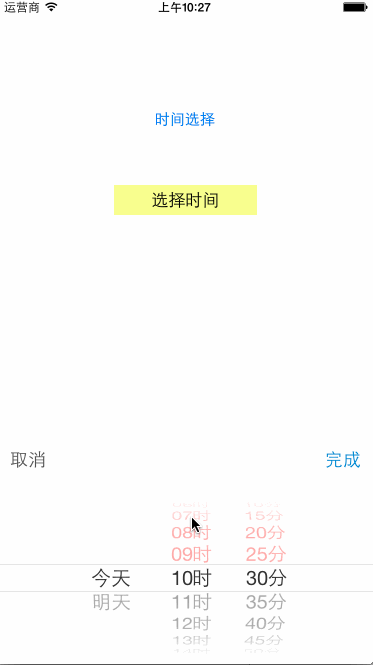 运营商 上午10:27
时间选择
选择时间
取消 完成
07时 15分
08时 20分
09时 25分
今天 10时 30分
明天 11时 35分
12时 40分
13时 45分